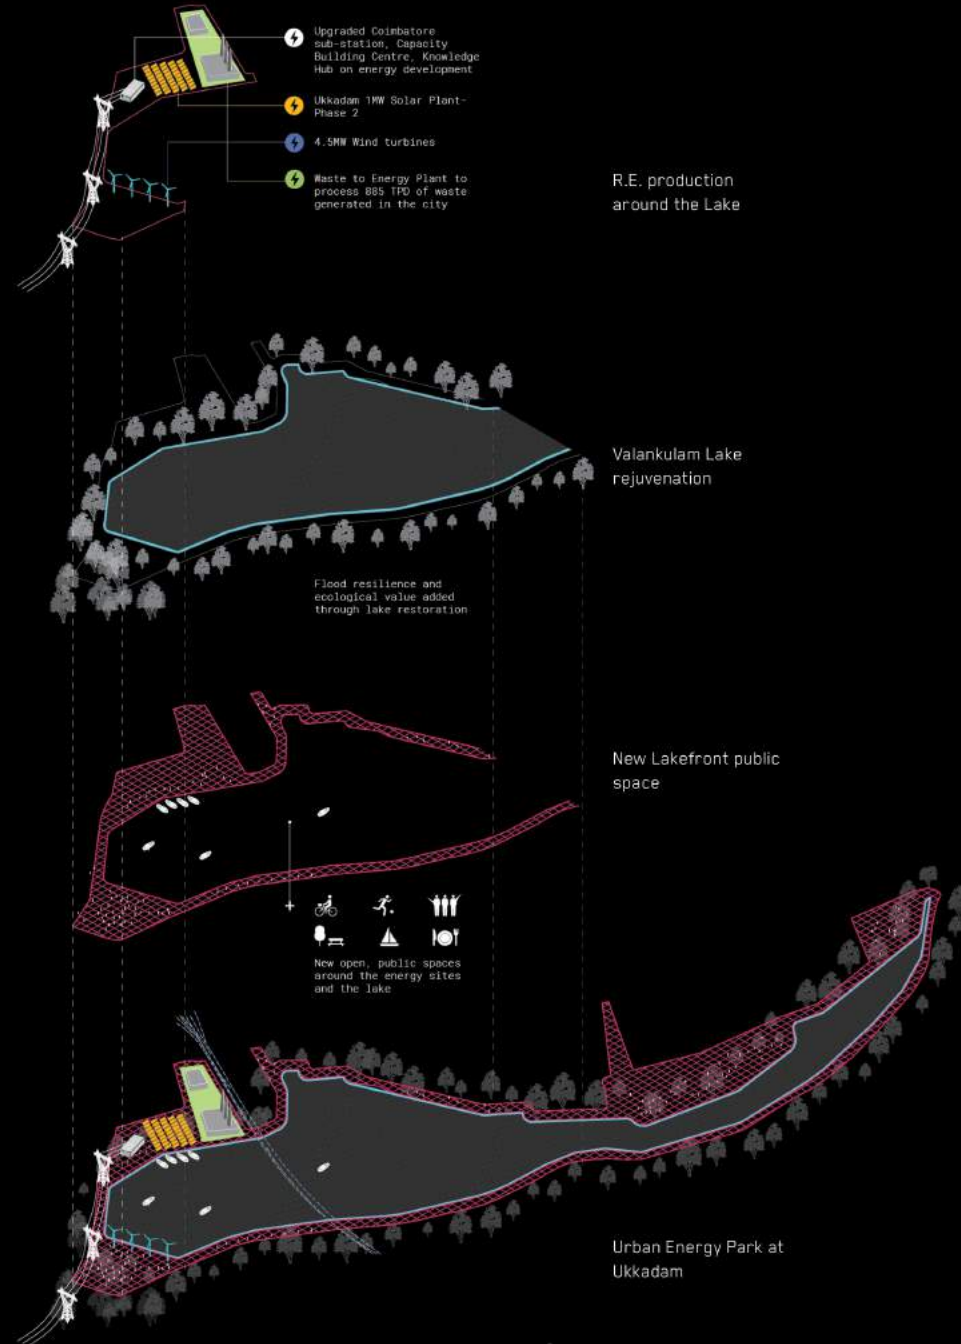 Upgraded Coimbatore
sub-station, Capacity
Building Centre, Knowledge
Hub on energy development
Ukkadam 1MW Solar Plant-
Phase 2
4.5MW Wind turbines
Waste to Energy Plant to
process 885 TPD of waste
generated in the city
R.E. production
around the Lake
Valankulam Lake
rejuvenation
Flood resilience and
ecological value added
through lake restoration
New Lakefront public
space
New open, public spaces
around the energy sites
and the lake
Urban Energy Park at
Ukkadam